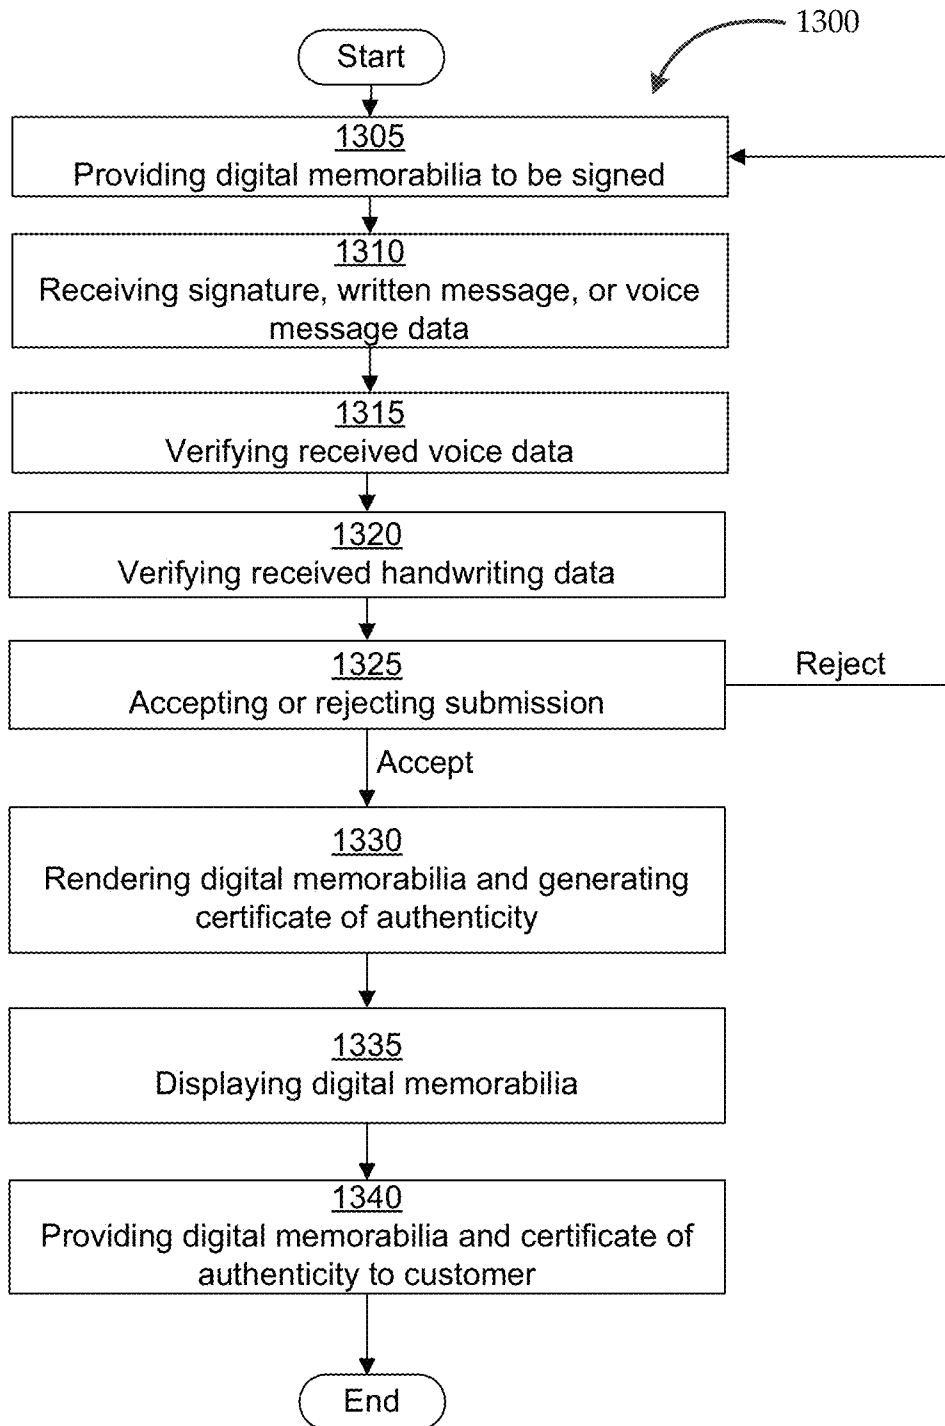 1300
Start
1305
Providing digital memorabilia to be signed
1310
Receiving signature, written message, or voice
message data
1315
Verifying received voice data
1320
Verifying received handwriting data
1325
Accepting or rejecting submission
Reject
Accept
1330
Rendering digital memorabilia and generating
certificate of authenticity
1335
Displaying digital memorabilia
1340
Providing digital memorabilia and certificate of
authenticity to customer
End